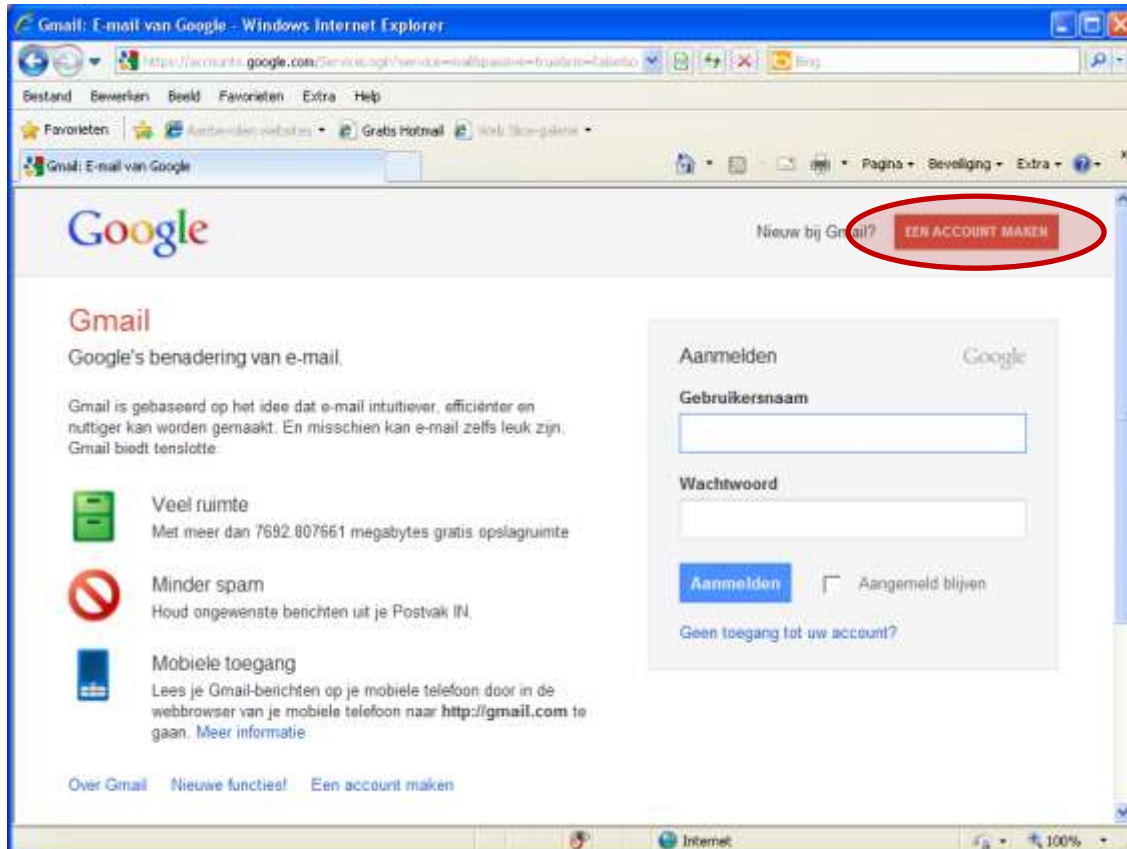 Gmail: E-mail van Google - Windows Internet Explorer
google.com
Bing
Bestand Bewerken Beeld Favorieten Extra Help
Favorieten Gratis Hotmail
Gmail: E-mail van Google Pagina Beveiliging Extra
Google
Nieuw bij Gmail? EEN ACCOUNT MAKEN
Gmail
Google's benadering van e-mail.
Gmail is gebaseerd op het idee dat e-mail intuïtiever, efficiënter en
nuttiger kan worden gemaakt. En misschien kan e-mail zelfs leuk zijn.
Gmail biedt tenslotte:
Veel ruimte
Met meer dan 7692.807661 megabytes gratis opslagruimte
Minder spam
Houd ongewenste berichten uit je Postvak IN.
Mobiele toegang
Lees je Gmail-berichten op je mobiele telefoon door in de
webbrowser van je mobiele telefoon naar http://gmail.com te
gaan. Meer informatie
Over Gmail Nieuwe functies! Een account maken
Aanmelden Google
Gebruikersnaam
Wachtwoord
Aanmelden Aangemeld blijven
Geen toegang tot uw account?
Internet 100%